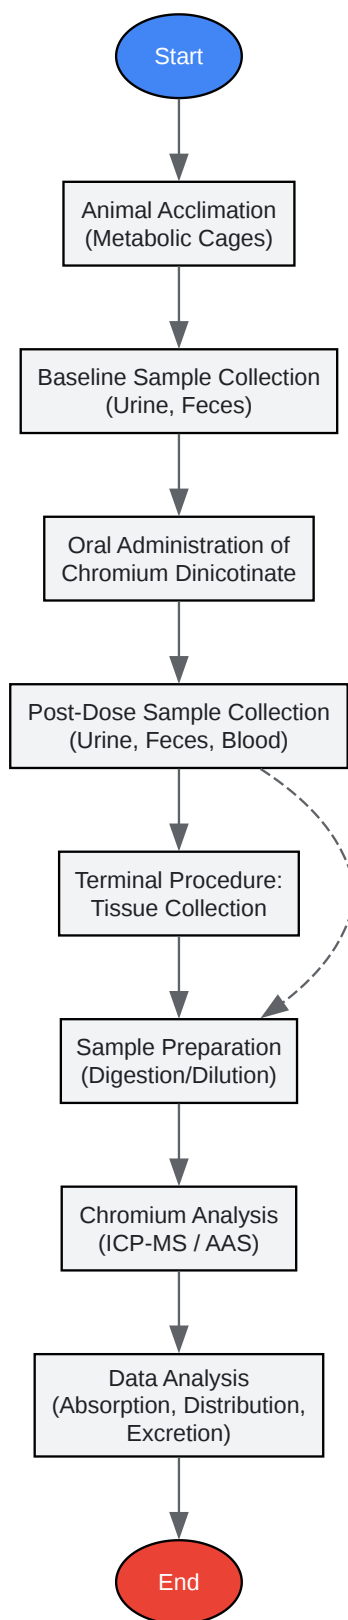 Start
Animal Acclimation
(Metabolic Cages)
Baseline Sample Collection
(Urine, Feces)
Oral Administration of
Chromium Dinicotinate
Post-Dose Sample Collection
(Urine, Feces, Blood)
Terminal Procedure:
Tissue Collection
Sample Preparation
(Digestion/Dilution)
Chromium Analysis
(ICP-MS / AAS)
Data Analysis
(Absorption, Distribution,
Excretion)
End